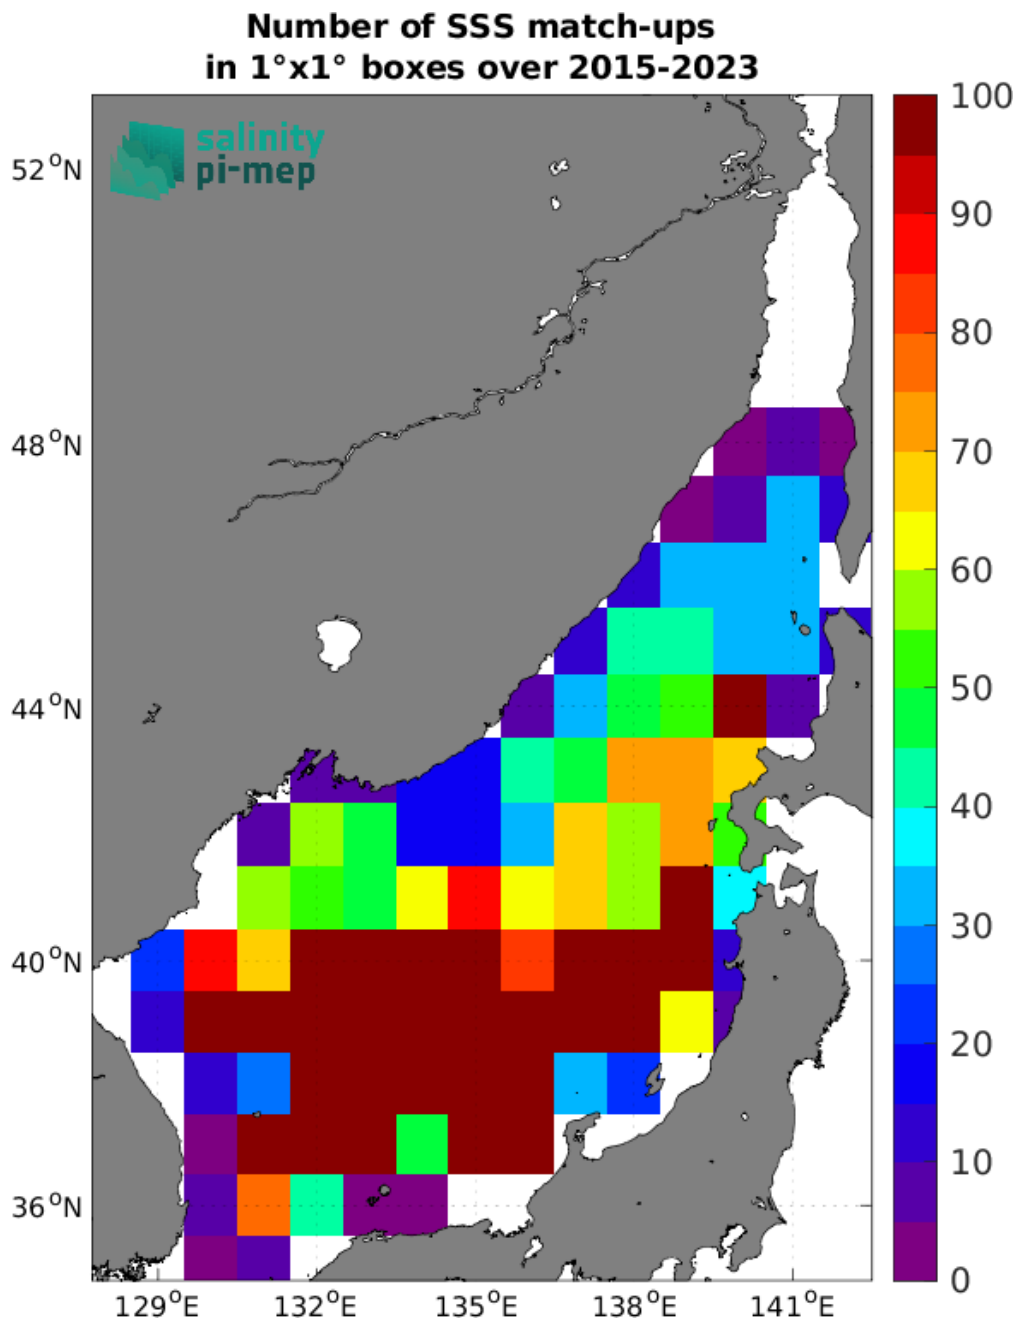 Number of SSS match-ups
in 1°x1° boxes over 2015-2023
salinity
pi-mep
52°N
48°N
44°N
40°N
36°N
129°E
132°E
135°E
138°E
141°E
100
90
80
70
60
50
40
30
20
10
0